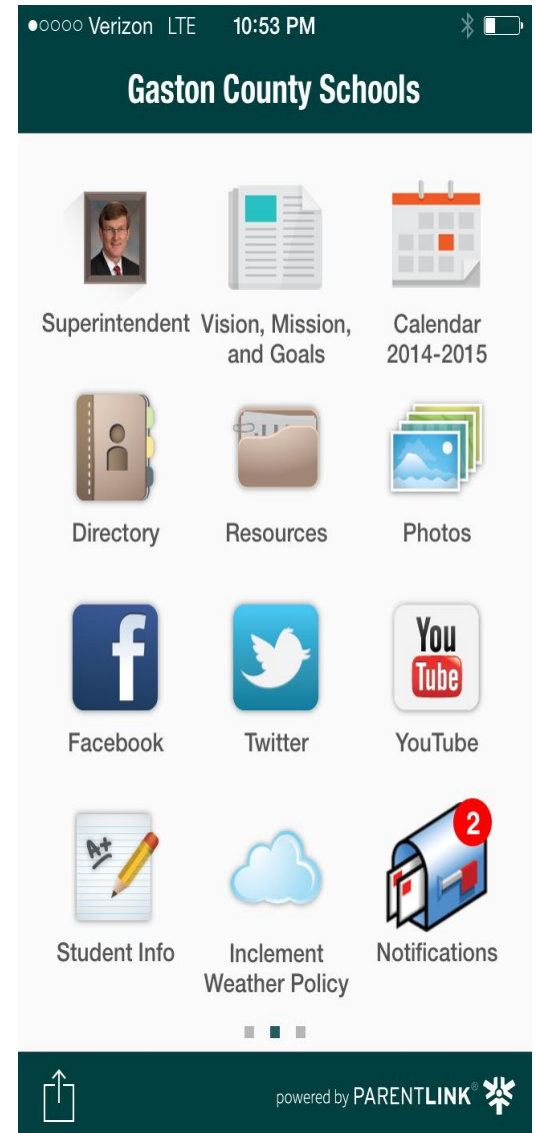 Verizon LTE 10:53 PM
Gaston County Schools
Superintendent
Vision, Mission,
and Goals
Calendar
2014-2015
Directory
Resources
Photos
f
Facebook
Twitter
You
Tube
YouTube
A+
Student Info
Inclement
Weather Policy
2
Notifications
powered by PARENTLINK®